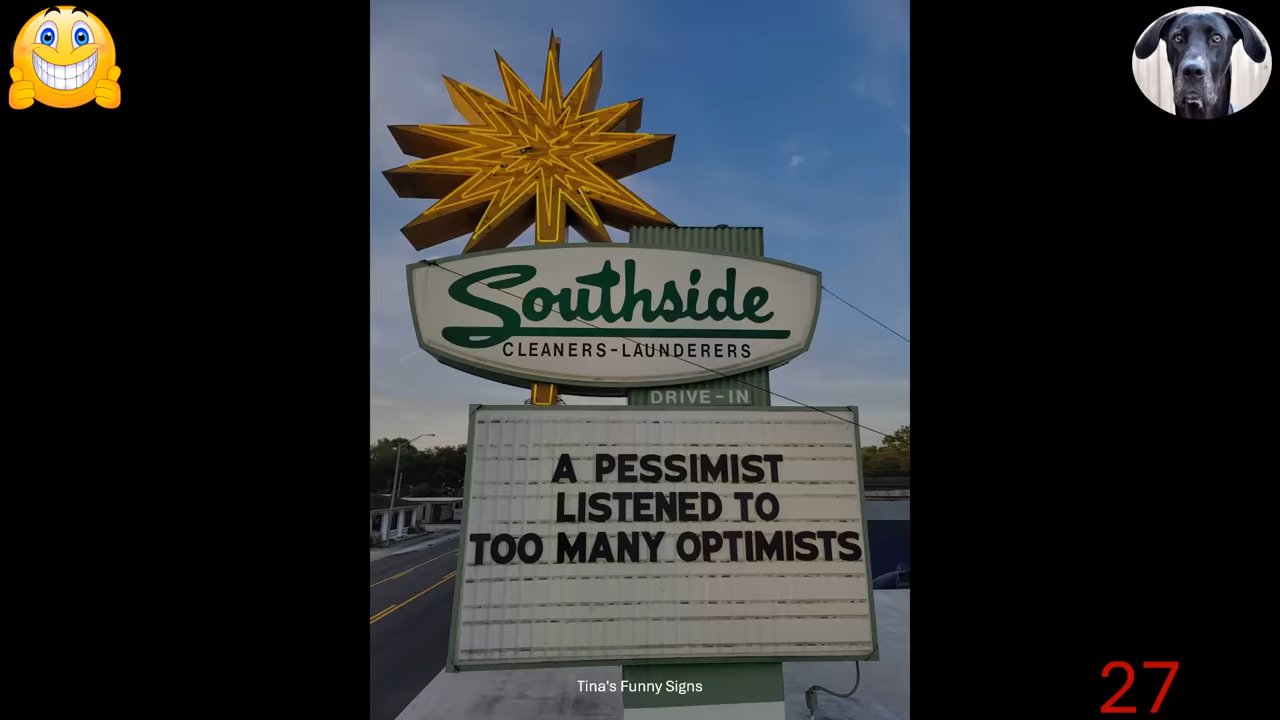 Southside
CLEANERS-LAUNDERERS
DRIVE-IN
A PESSIMIST
LISTENED TO
TOO MANY OPTIMISTS
Tina's Funny Signs
27